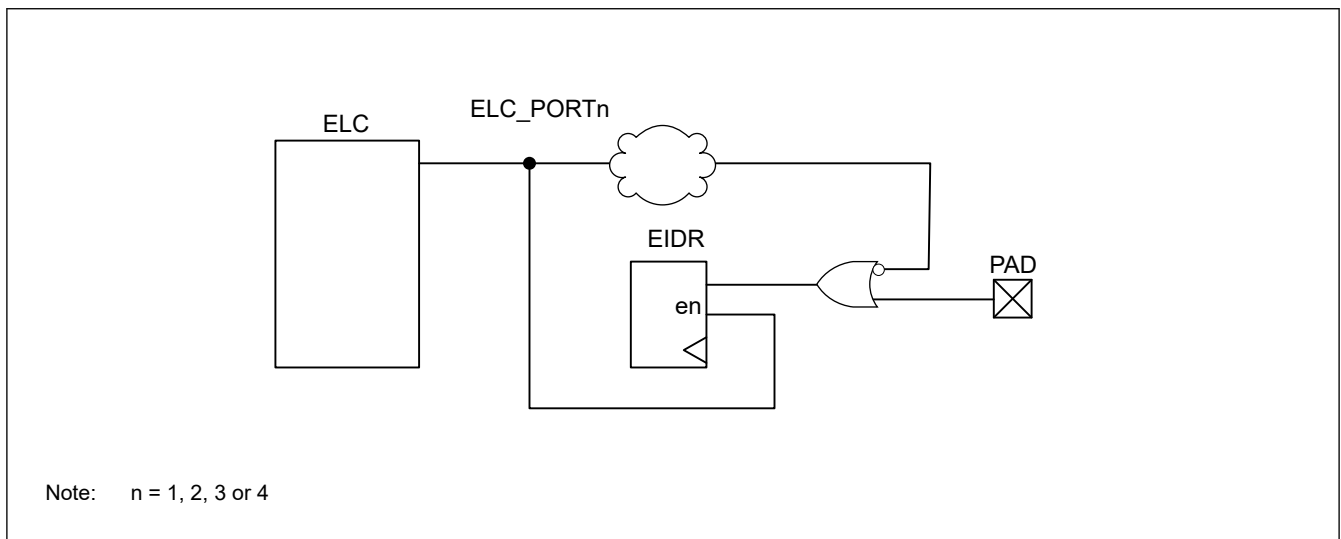 ELC_PORTn
ELC
EIDR
PAD
en
Note: n = 1, 2, 3 or 4